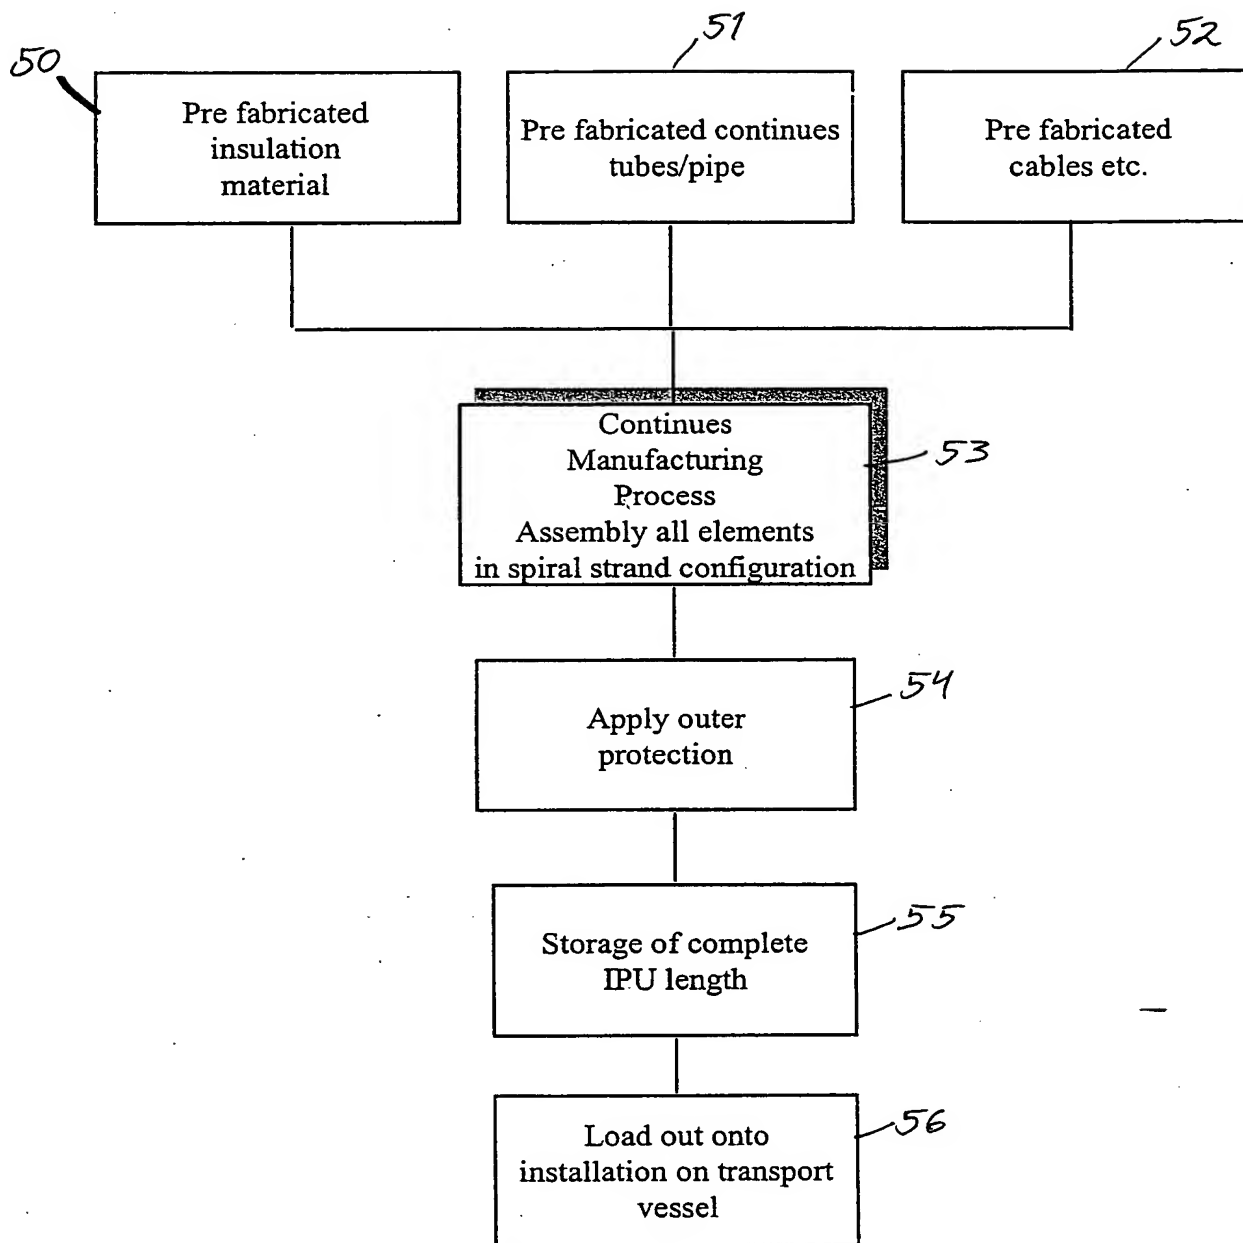 50
51
52
Pre fabricated
insulation
material
Pre fabricated continues
tubes/pipe
Pre fabricated
cables etc.
Continues
Manufacturing
Process
Assembly all elements
in spiral strand configuration
53
Apply outer
protection
54
Storage of complete
IPU length
55
Load out onto
installation on transport
vessel
56